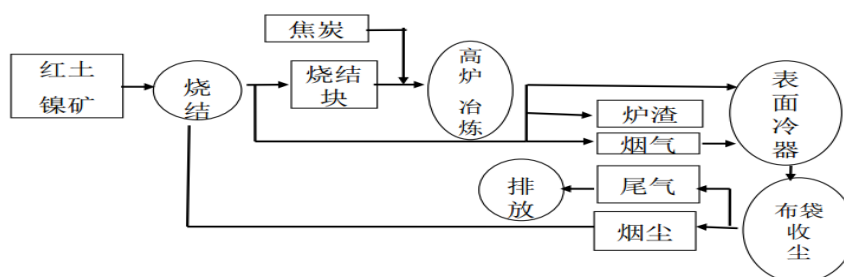 焦炭
红土
镍矿
烧结
烧结
块
高炉
冶炼
炉渣
烟气
表面冷器
排放
尾气
烟尘
布袋
收尘